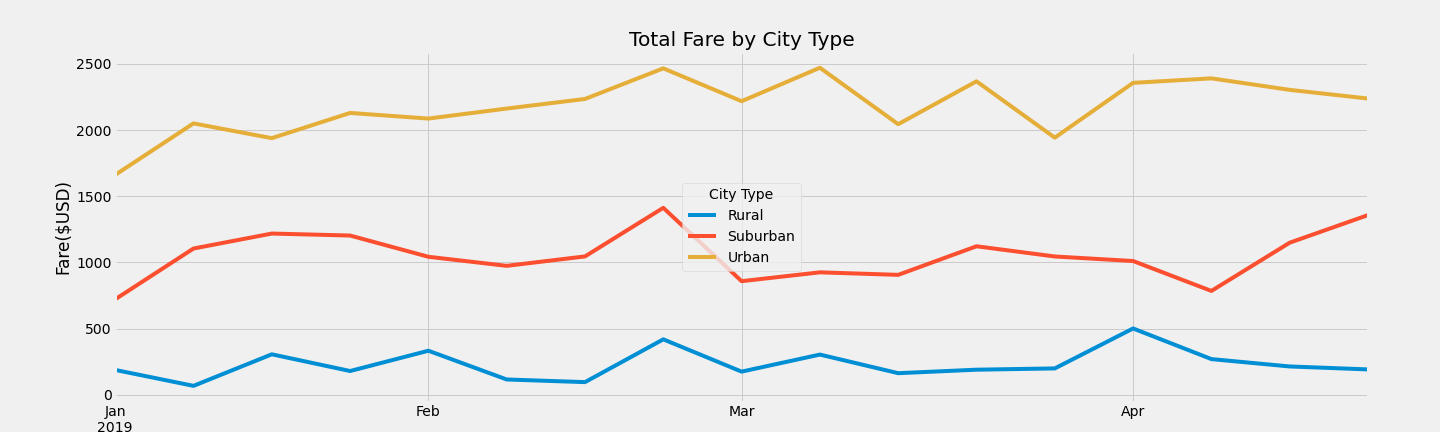 Total Fare by City Type
Fare($USD)
2500
2000
1500
1000
500
0
City Type
Rural
Suburban
Urban
Jan
2019
Feb
Mar
Apr